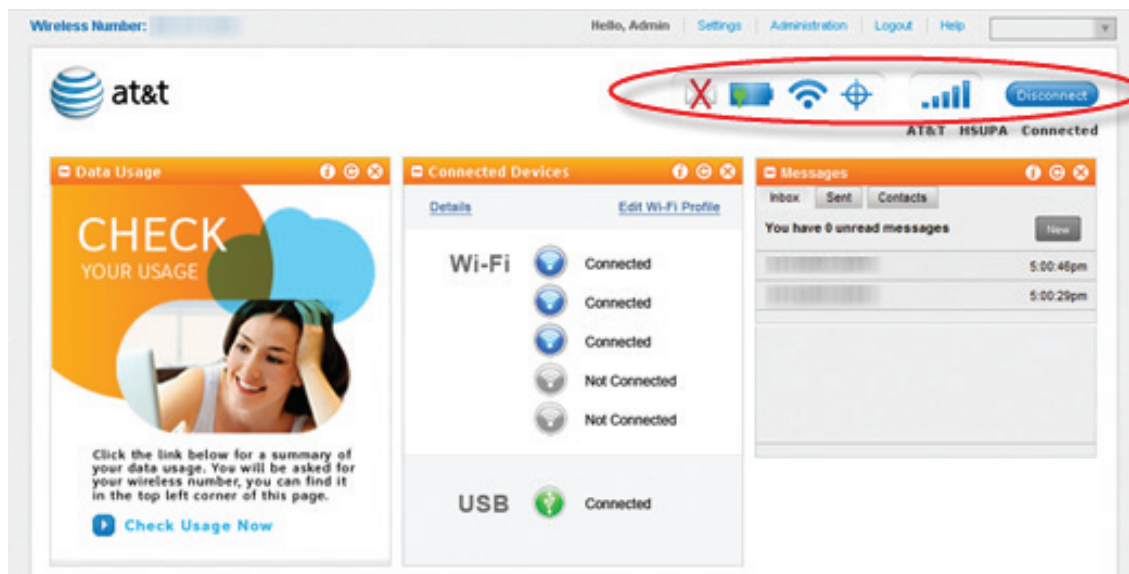 Wireless Number:
Hello, Admin Settings Administration Logout Help
at&t
Disconnect
AT&T HSUPA Connected
Data Usage
CHECK
YOUR USAGE
Click the link below for a summary of
your data usage. You will be asked for
your wireless number, you can find it
in the top left corner of this page.
Check Usage Now
Connected Devices
Details Edit Wi-Fi Profile
Wi-Fi Connected
Connected
Connected
Not Connected
Not Connected
USB Connected
Messages
Inbox Sent Contacts
You have 0 unread messages New
5:00:46pm
5:00:29pm